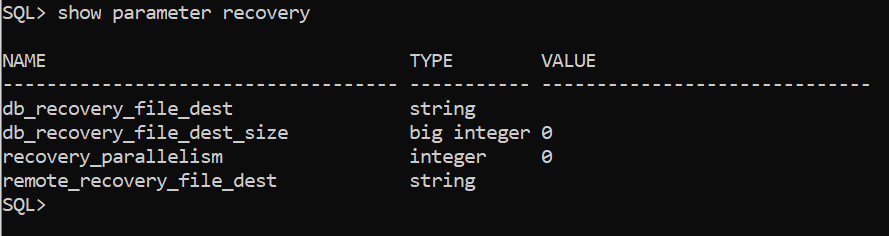 SQL> show parameter recovery
NAME                                 TYPE        VALUE
------------------------------------ ----------- ------------------------------
db_recovery_file_dest                string
db_recovery_file_dest_size           big integer 0
recovery_parallelism                 integer     0
remote_recovery_file_dest            string
SQL>